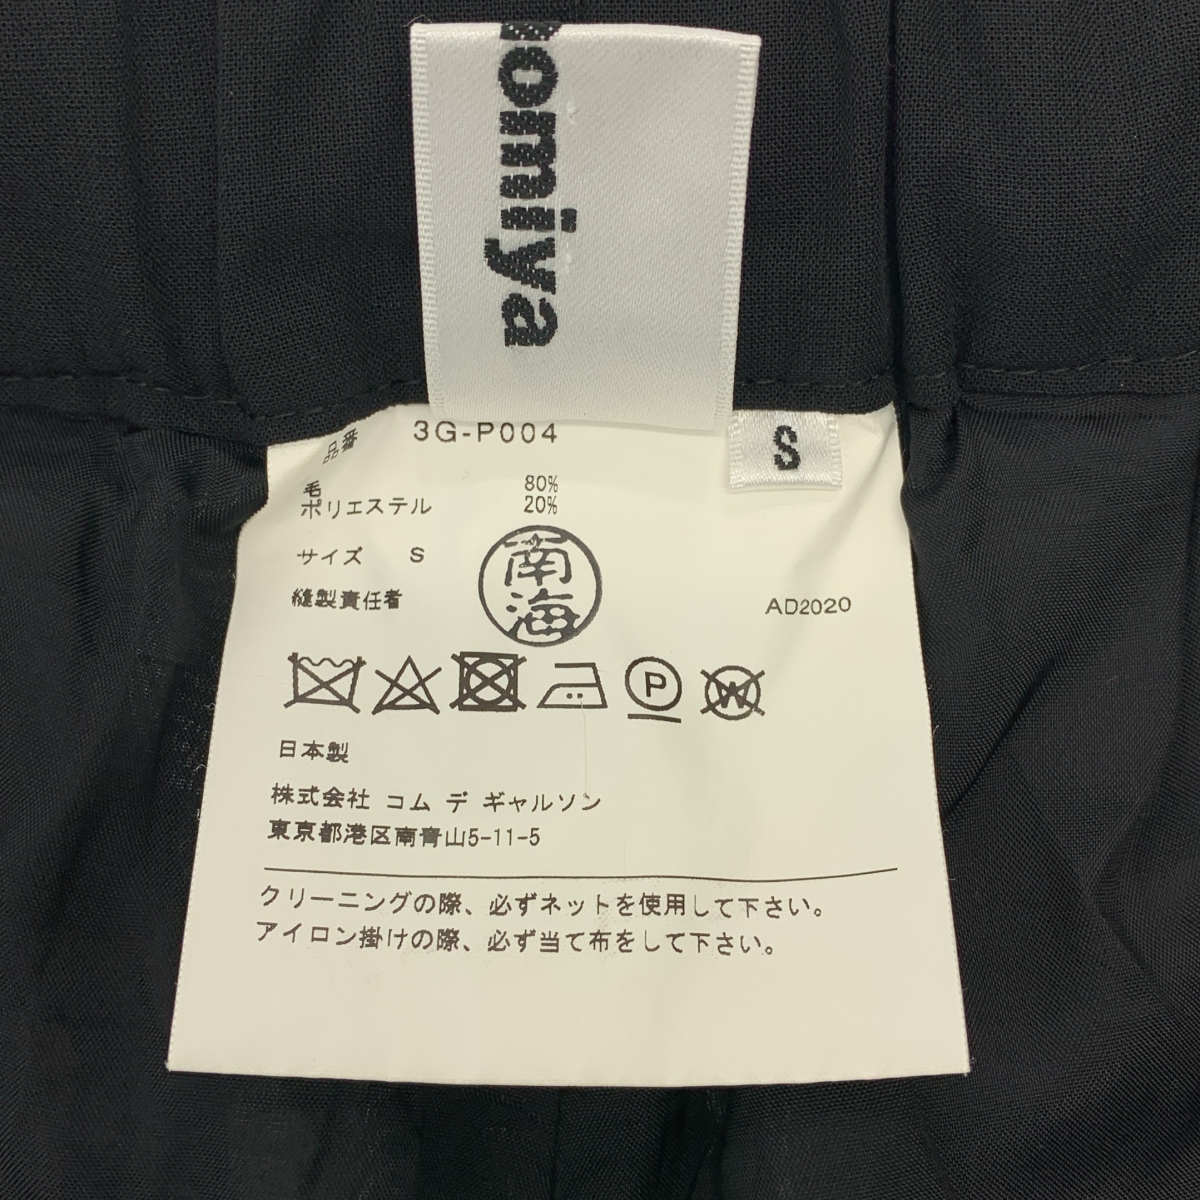 omiya
S
品番 3G-P004
毛 80%
ポリエステル 20%
サイズ S
縫製責任者 南海
AD2020
P
W
日本製
株式会社 コム デ ギャルソン
東京都港区南青山5-11-5
クリーニングの際、必ずネットを使用して下さい。
アイロン掛けの際、必ず当て布をして下さい。